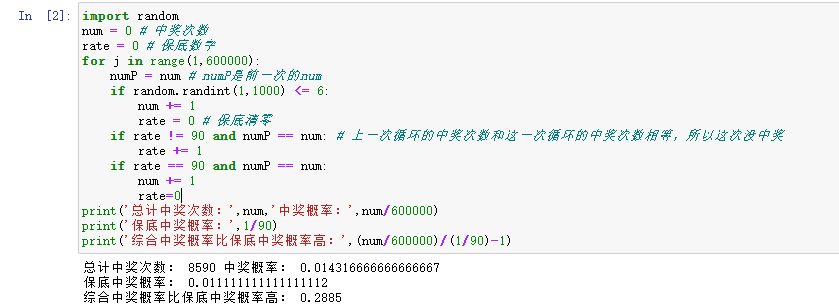 In [2]: import random
num = 0 # 中奖次数
rate = 0 # 保底数字
for j in range(1,600000):
    numP = num # numP是前一次的num
    if random.randint(1,1000) <= 6:
        num += 1
        rate = 0 # 保底清零
    if rate != 90 and numP == num: # 上一次循环的中奖次数和这一次循环的中奖次数相等，所以这次没中奖
        rate += 1
    if rate == 90 and numP == num:
        num += 1
        rate=0
print('总计中奖次数：',num,'中奖概率：',num/600000)
print('保底中奖概率：',1/90)
print('综合中奖概率比保底中奖概率高：',(num/600000)/(1/90)-1)
总计中奖次数： 8590 中奖概率： 0.014316666666666667
保底中奖概率： 0.011111111111111112
综合中奖概率比保底中奖概率高： 0.2885